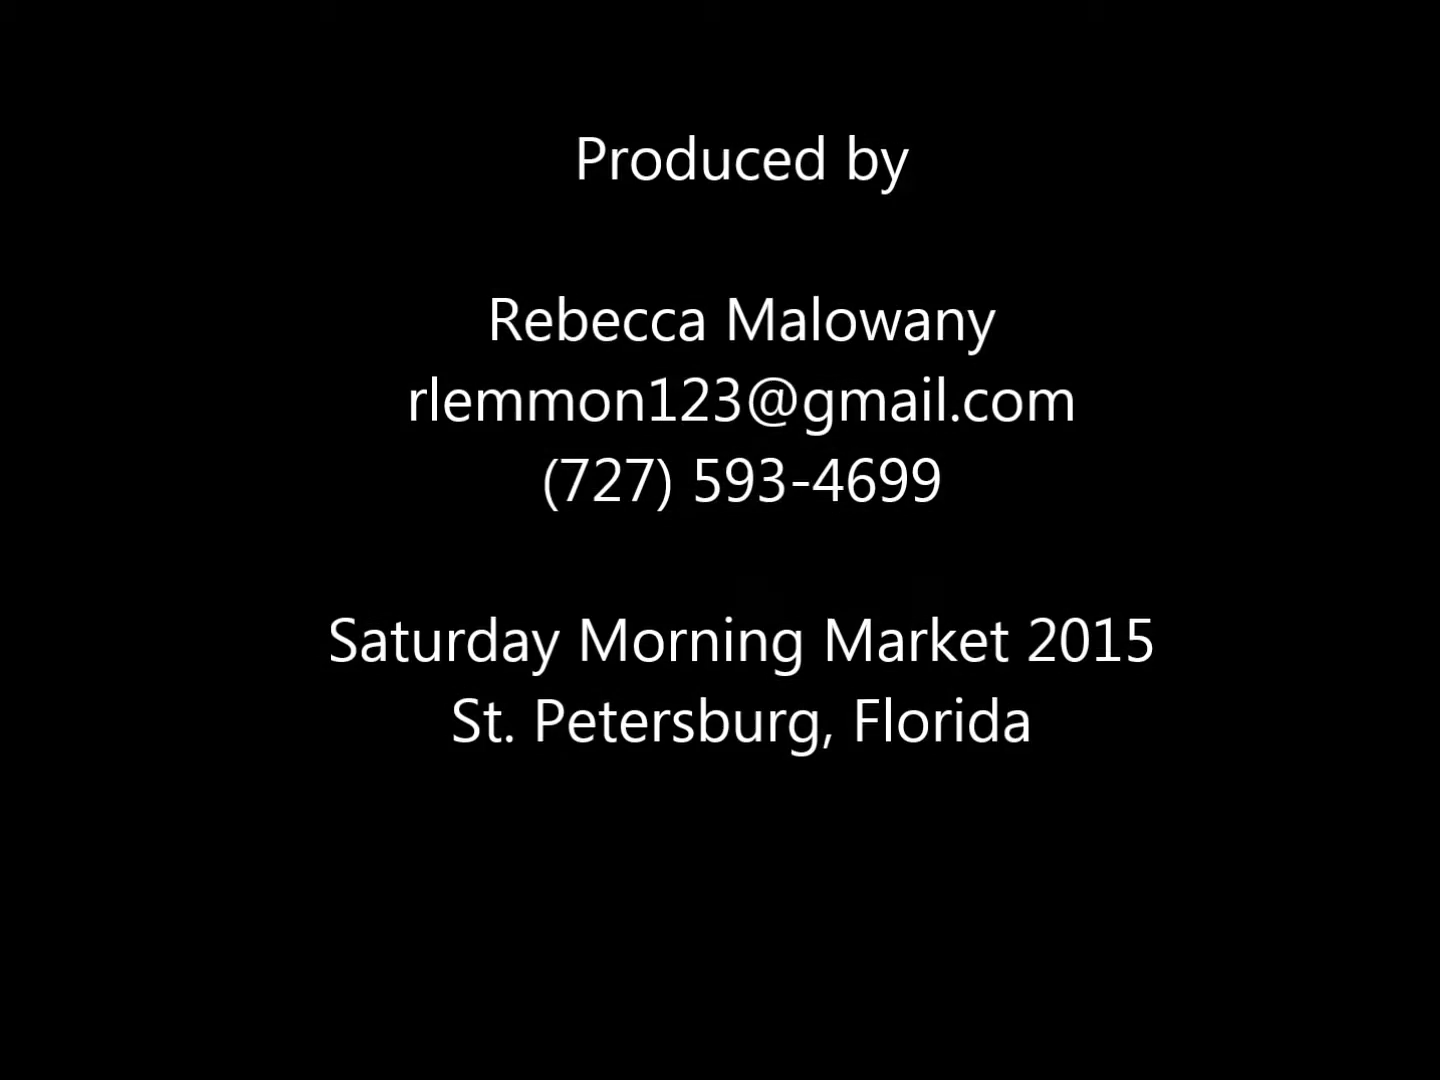 Produced by
Rebecca Malowany
rlemmon123@gmail.com
(727) 593-4699
Saturday Morning Market 2015
St. Petersburg, Florida